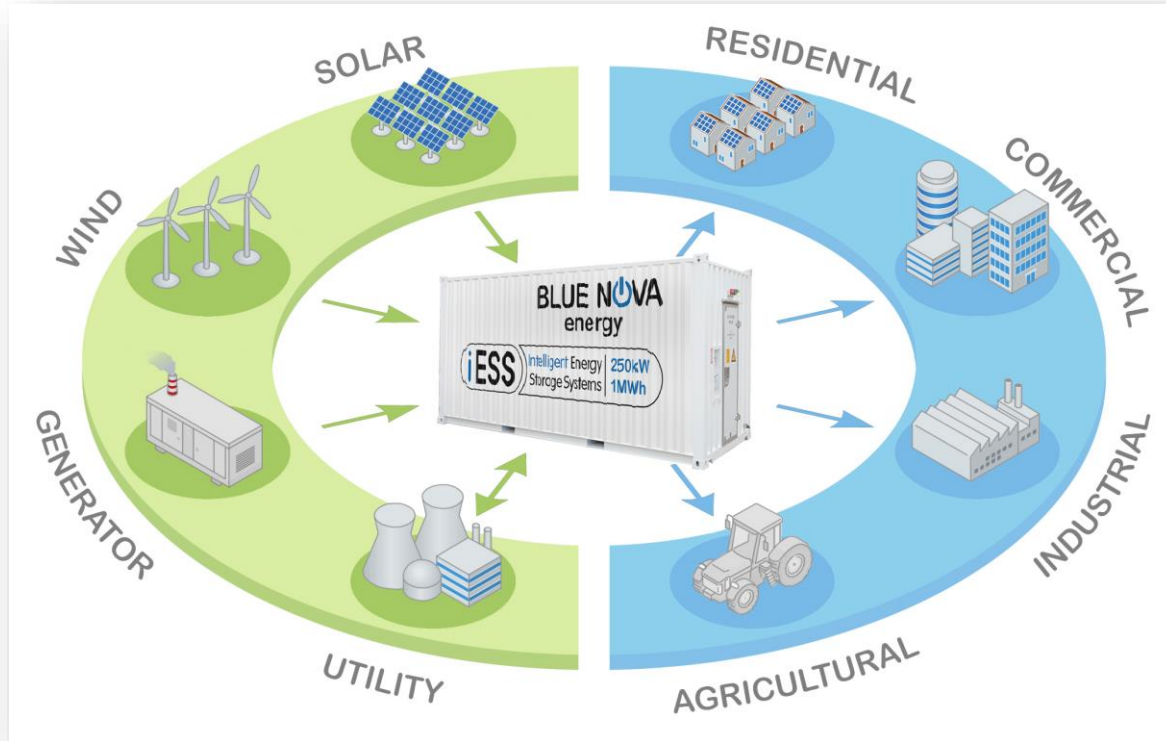 SOLAR
RESIDENTIAL
WIND
COMMERCIAL
BLUE NOVA
energy
iESS
Intelligent Energy
Storage Systems
250kW
1MWh
GENERATOR
INDUSTRIAL
UTILITY
AGRICULTURAL